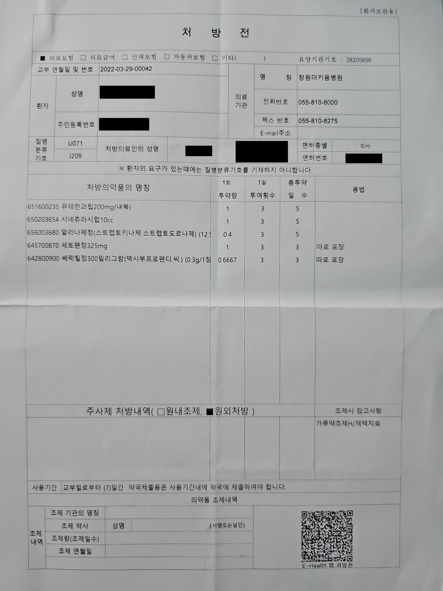 [환자보관용]
처 방 전
■ 의료보험 □ 의료급여 □ 산재보험 □ 자동차보험 □ 기타( ) 요양기관기호 : 38205696
교부 연월일 및 번호 2022-03-29-00042
환자
성명
주민등록번호
의료기관
명 칭 창원더키움병원
전화번호 055-810-8000
팩스 번호 055-810-8275
E-mail주소
질병분류기호
U071
J209
처방의료인의 성명
면허종별 의사
면허번호
※ 환자의 요구가 있는때에는 질병분류기호를 기재하지 아니합니다.
처방의약품의 명칭 1회 투약량 1일 투여횟수 총투약 일 수 용법
651600235 유테란과립200mg(내복) 1 3 5
650203654 시네츄라시럽10cc 1 3 5
656003680 말리나제정(스트렙토키나제 스트렙토도르나제) (12.5 0.4 3 5
645700870 세토펜정325mg 1 3 3 따로 포장
642800900 쎄락틸정300밀리그람(덱시부프로펜디.씨.) (0.3g/1정 0.6667 3 3 따로 포장
주사제 처방내역( □원내조제, ■원외처방 ) 조제시 참고사항
가루약조제H/재택치료
사용기간 교부일로부터 (7)일간 약국제출용은 사용기간내에 약국에 제출하여야 합니다.
의약품 조제내역
조제내역
조제 기관의 명칭
조제 약사 성명 (서명또는날인)
조제량(조제일수)
조제 연월일
E-Health 앱 처방전